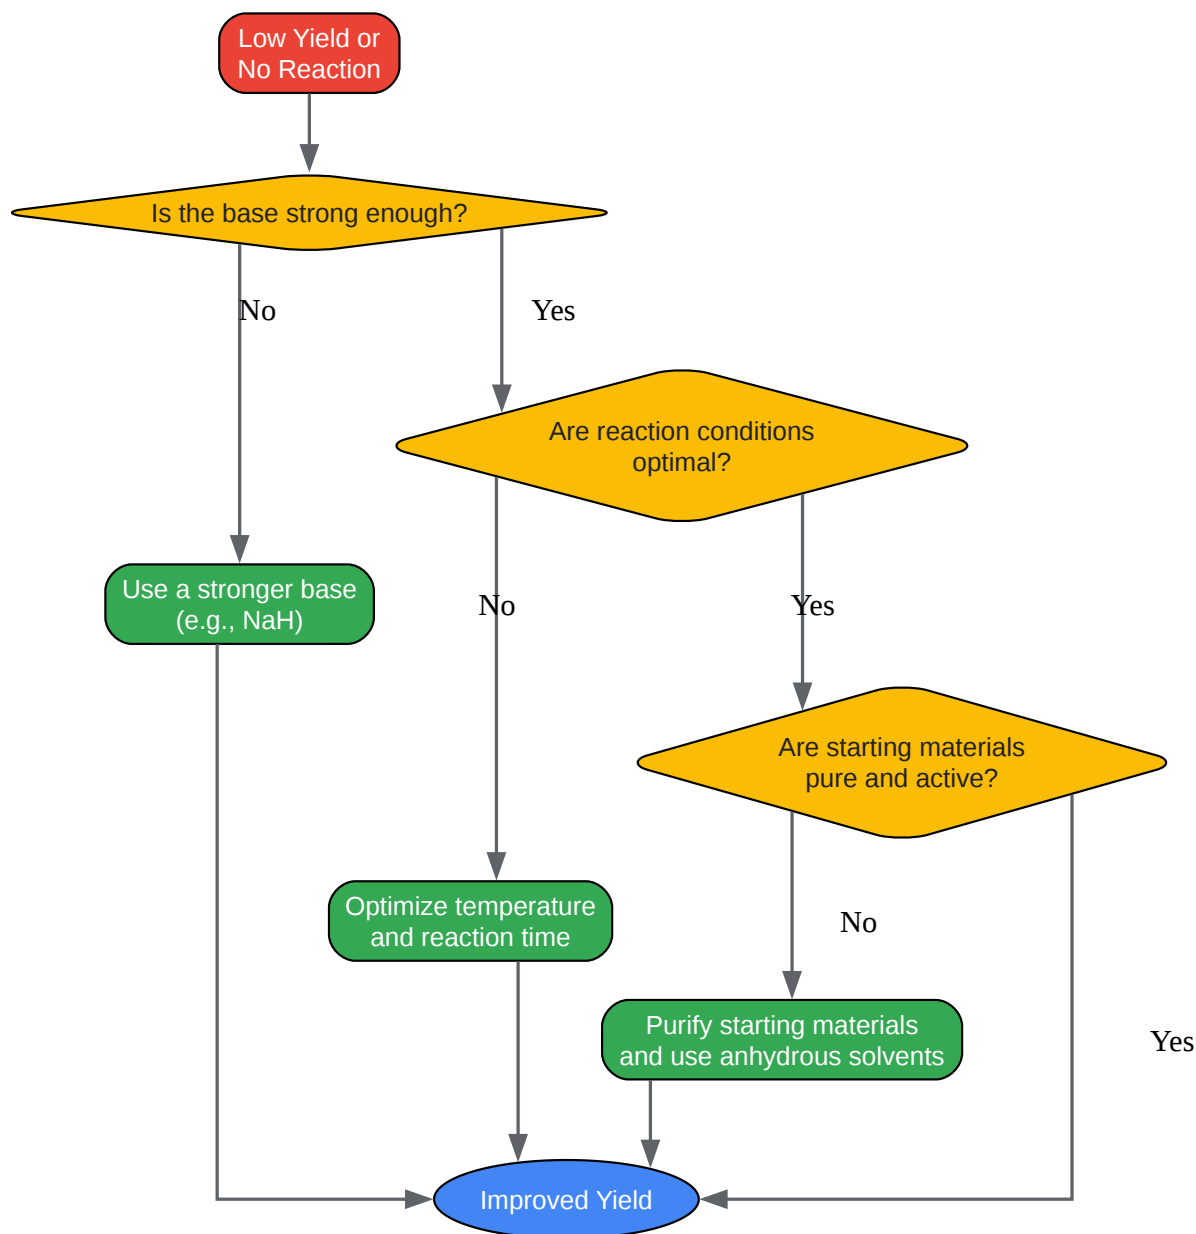 Low Yield or
No Reaction
Is the base strong enough?
No
Yes
Are reaction conditions
optimal?
Use a stronger base
(e.g., NaH)
No
Yes
Are starting materials
pure and active?
Optimize temperature
and reaction time
No
Purify starting materials
and use anhydrous solvents
Yes
Improved Yield